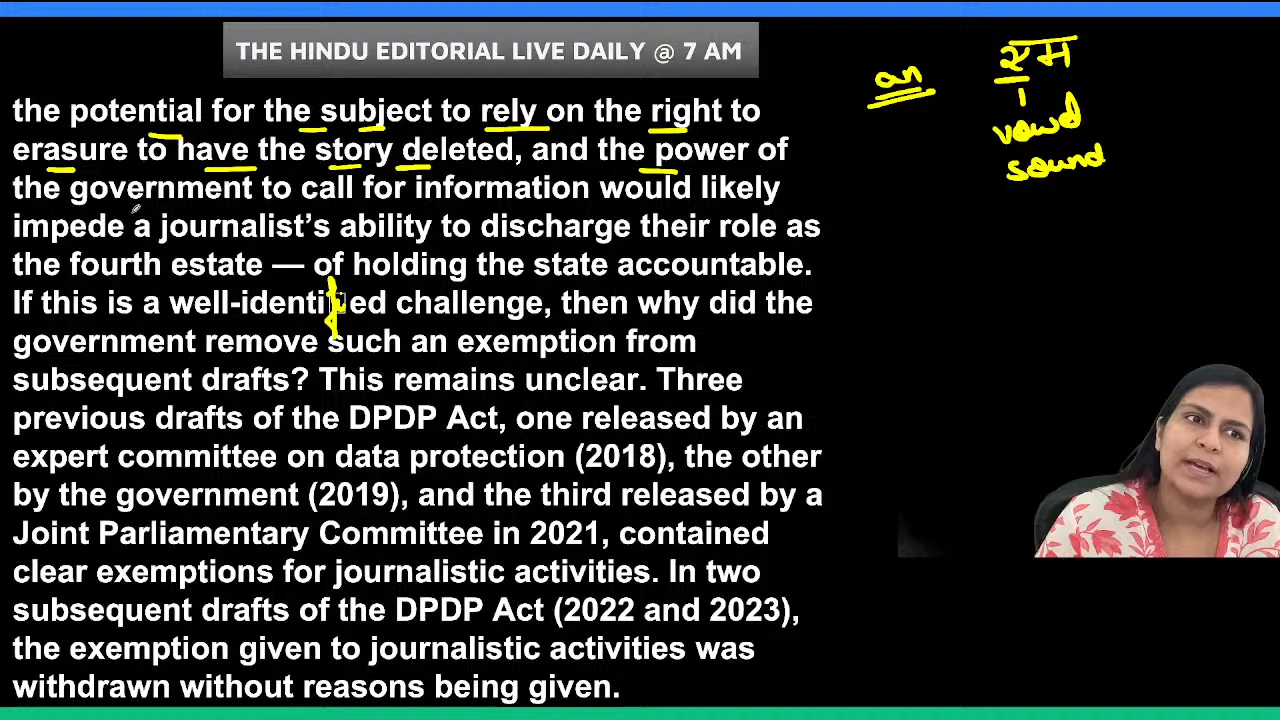 THE HINDU EDITORIAL LIVE DAILY @ 7 AM
the potential for the subject to rely on the right to
erasure to have the story deleted, and the power of
the government to call for information would likely
impede a journalist’s ability to discharge their role as
the fourth estate — of holding the state accountable.
If this is a well-identified challenge, then why did the
government remove such an exemption from
subsequent drafts? This remains unclear. Three
previous drafts of the DPDP Act, one released by an
expert committee on data protection (2018), the other
by the government (2019), and the third released by a
Joint Parliamentary Committee in 2021, contained
clear exemptions for journalistic activities. In two
subsequent drafts of the DPDP Act (2022 and 2023),
the exemption given to journalistic activities was
withdrawn without reasons being given.
an
vowel
sound